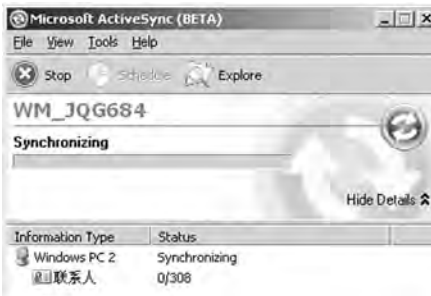 Microsoft ActiveSync (BETA)
File View Tools Help
Stop Schedule Explore
WM_JQG684
Synchronizing
Hide Details
Information Type Status
Windows PC 2 Synchronizing
联系人 0/308